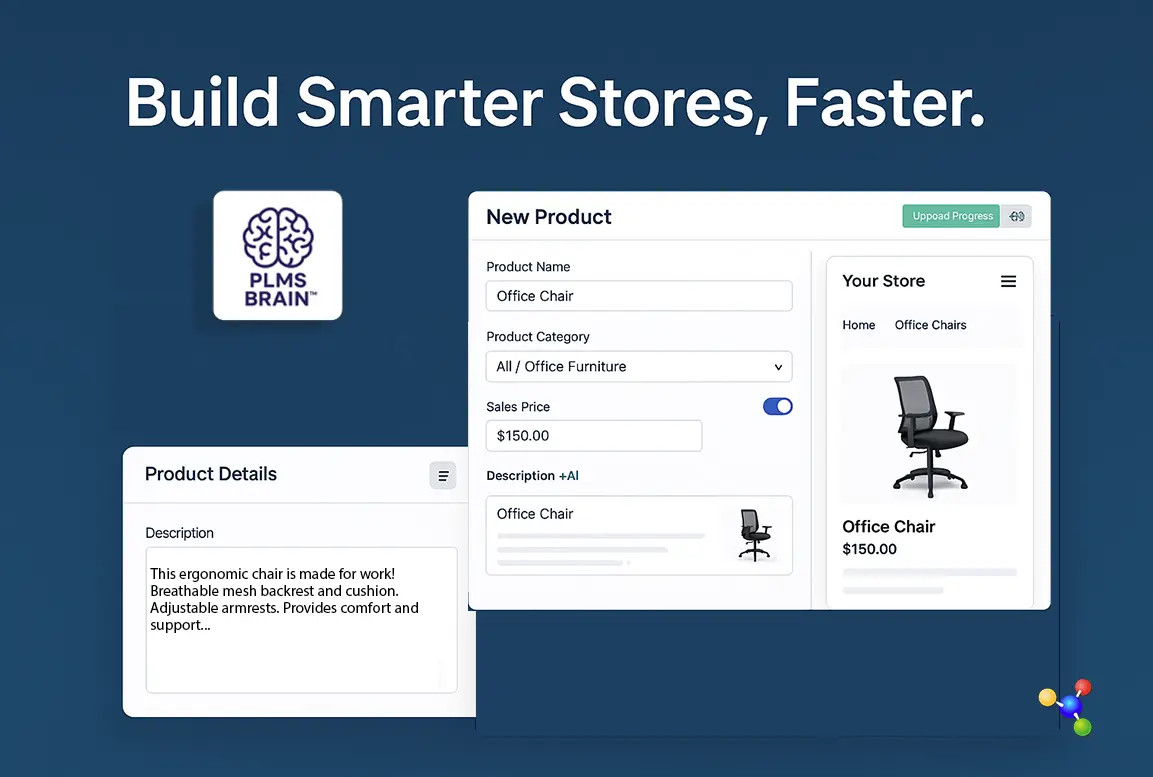 Build Smarter Stores, Faster.
PLMS
BRAIN™
New Product
Uppoad Progress
Product Name
Office Chair
Product Category
All / Office Furniture
Sales Price
$150.00
Description +AI
Office Chair
Your Store
Home Office Chairs
Office Chair
$150.00
Product Details
Description
This ergonomic chair is made for work!
Breathable mesh backrest and cushion.
Adjustable armrests. Provides comfort and
support...